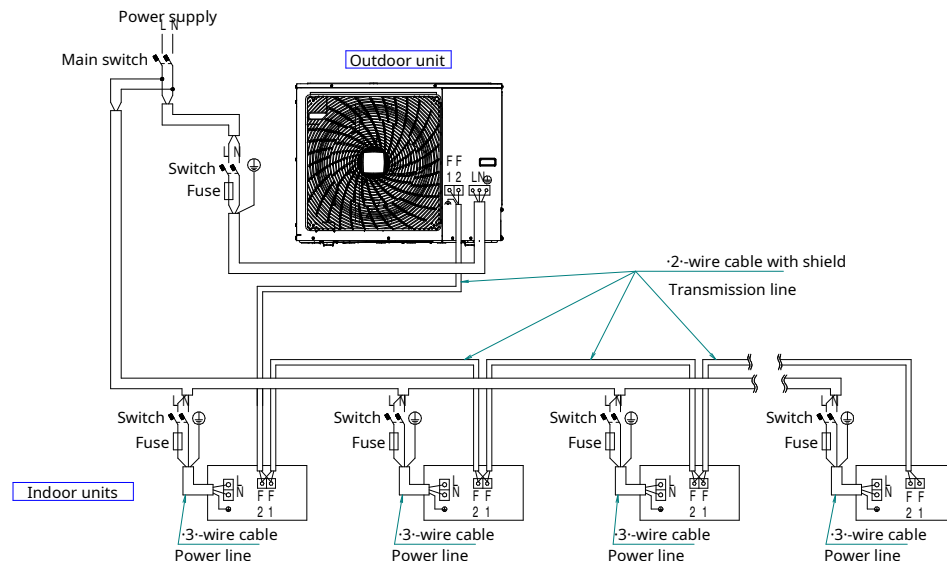 Power supply
L N
Main switch
Outdoor unit
L N
Switch
Fuse
F F
1 2
L N
·2·-wire cable with shield
Transmission line
L N
Switch
Fuse
L N
Switch
Fuse
L N
Switch
Fuse
L N
Switch
Fuse
Indoor units
L
N
F F
2 1
L
N
F F
2 1
L
N
F F
2 1
L
N
F F
2 1
·3·-wire cable
Power line
·3·-wire cable
Power line
·3·-wire cable
Power line
·3·-wire cable
Power line